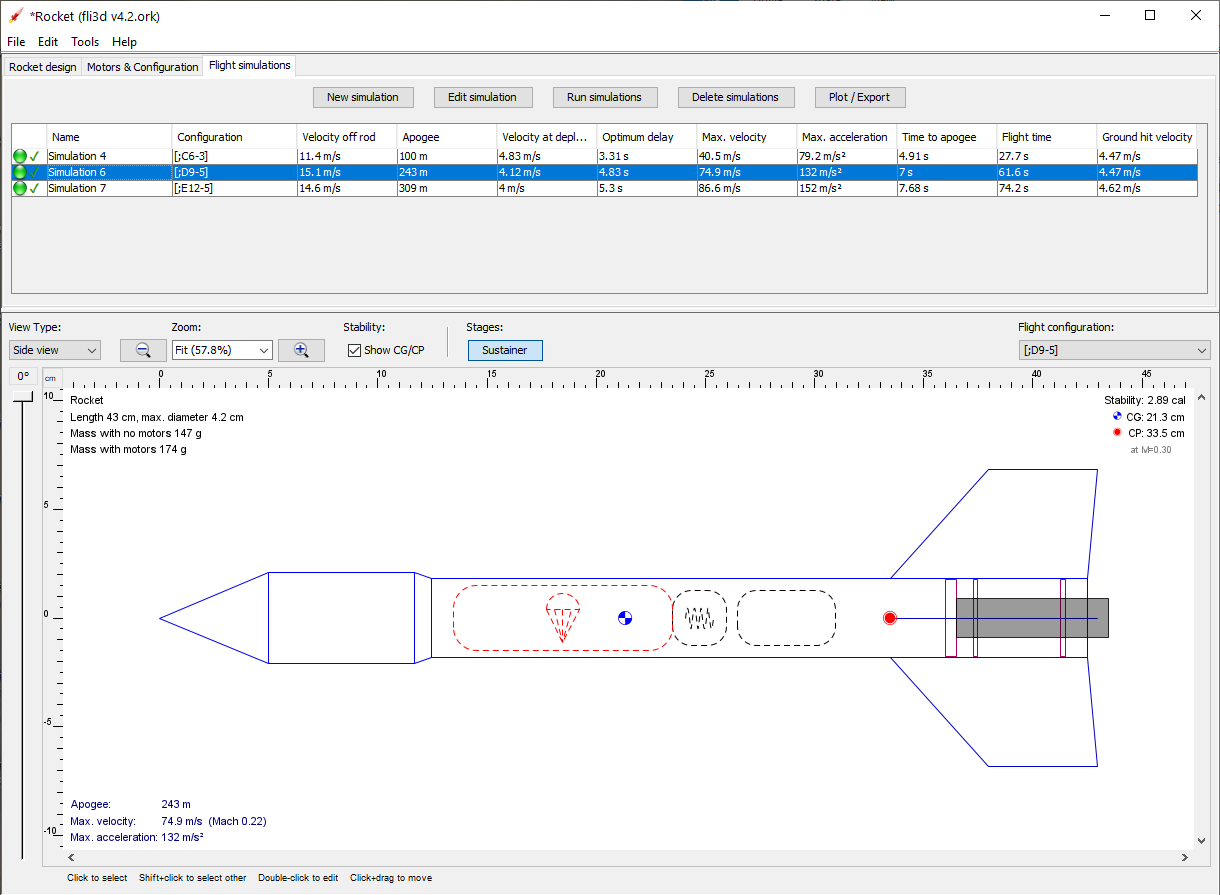 *Rocket (fli3d v4.2.ork)
File Edit Tools Help
Rocket design Motors & Configuration Flight simulations
New simulation Edit simulation Run simulations Delete simulations Plot / Export
Name Configuration Velocity off rod Apogee Velocity at depl... Optimum delay Max. velocity Max. acceleration Time to apogee Flight time Ground hit velocity
Simulation 4 [;C6-3] 11.4 m/s 100 m 4.83 m/s 3.31 s 40.5 m/s 79.2 m/s² 4.91 s 27.7 s 4.47 m/s
Simulation 6 [;D9-5] 15.1 m/s 243 m 4.12 m/s 4.83 s 74.9 m/s 132 m/s² 7 s 61.6 s 4.47 m/s
Simulation 7 [;E12-5] 14.6 m/s 309 m 4 m/s 5.3 s 86.6 m/s 152 m/s² 7.68 s 74.2 s 4.62 m/s
View Type: Zoom: Stability: Stages: Flight configuration:
Side view Fit (57.8%) Show CG/CP Sustainer [;D9-5]
0° cm 0 5 10 15 20 25 30 35 40 45
10
Rocket Stability: 2.89 cal
Length 43 cm, max. diameter 4.2 cm CG: 21.3 cm
Mass with no motors 147 g CP: 33.5 cm
Mass with motors 174 g at M=0.30
5
0
-5
Apogee: 243 m
Max. velocity: 74.9 m/s (Mach 0.22)
-10
Max. acceleration: 132 m/s²
Click to select Shift+click to select other Double-click to edit Click+drag to move